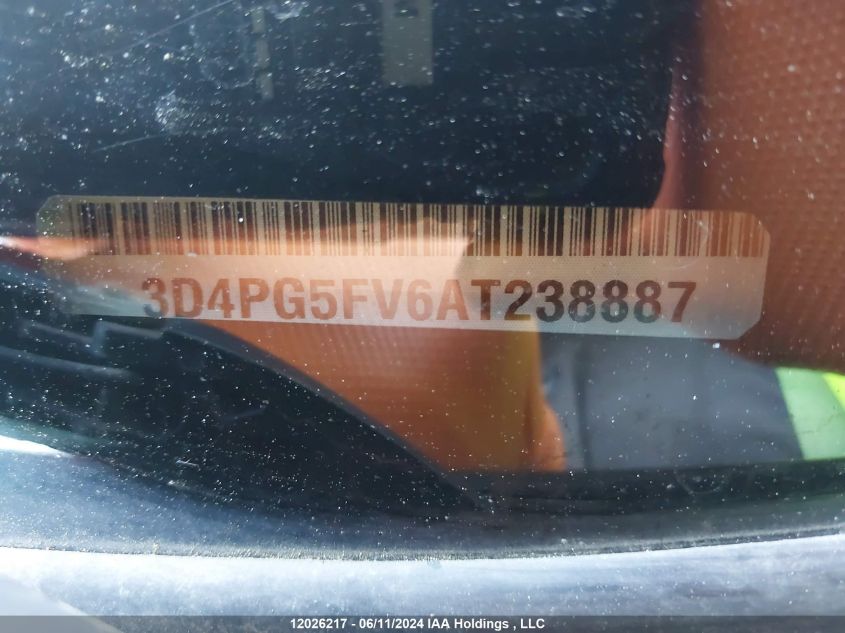 3D4PG5FV6AT238887
12026217 - 06/11/2024 IAA Holdings , LLC